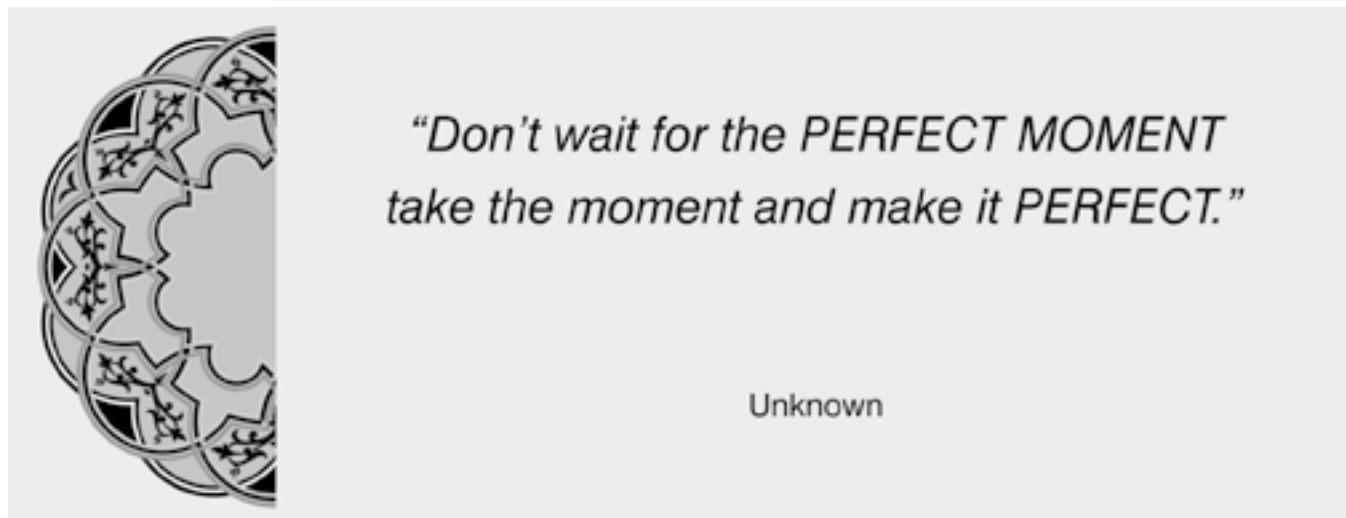 “Don’t wait for the PERFECT MOMENT
take the moment and make it PERFECT.”
Unknown